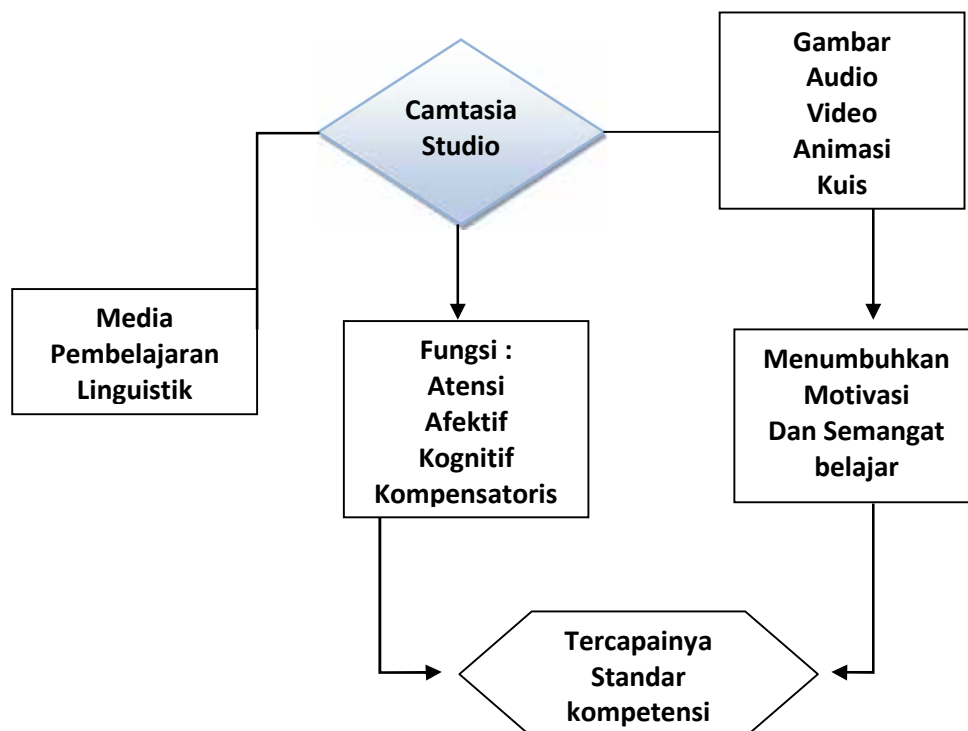 Camtasia
Studio
Gambar
Audio
Video
Animasi
Kuis
Media
Pembelajaran
Linguistik
Fungsi :
Atensi
Afektif
Kognitif
Kompensatoris
Menumbuhkan
Motivasi
Dan Semangat
belajar
Tercapainya
Standar
kompetensi